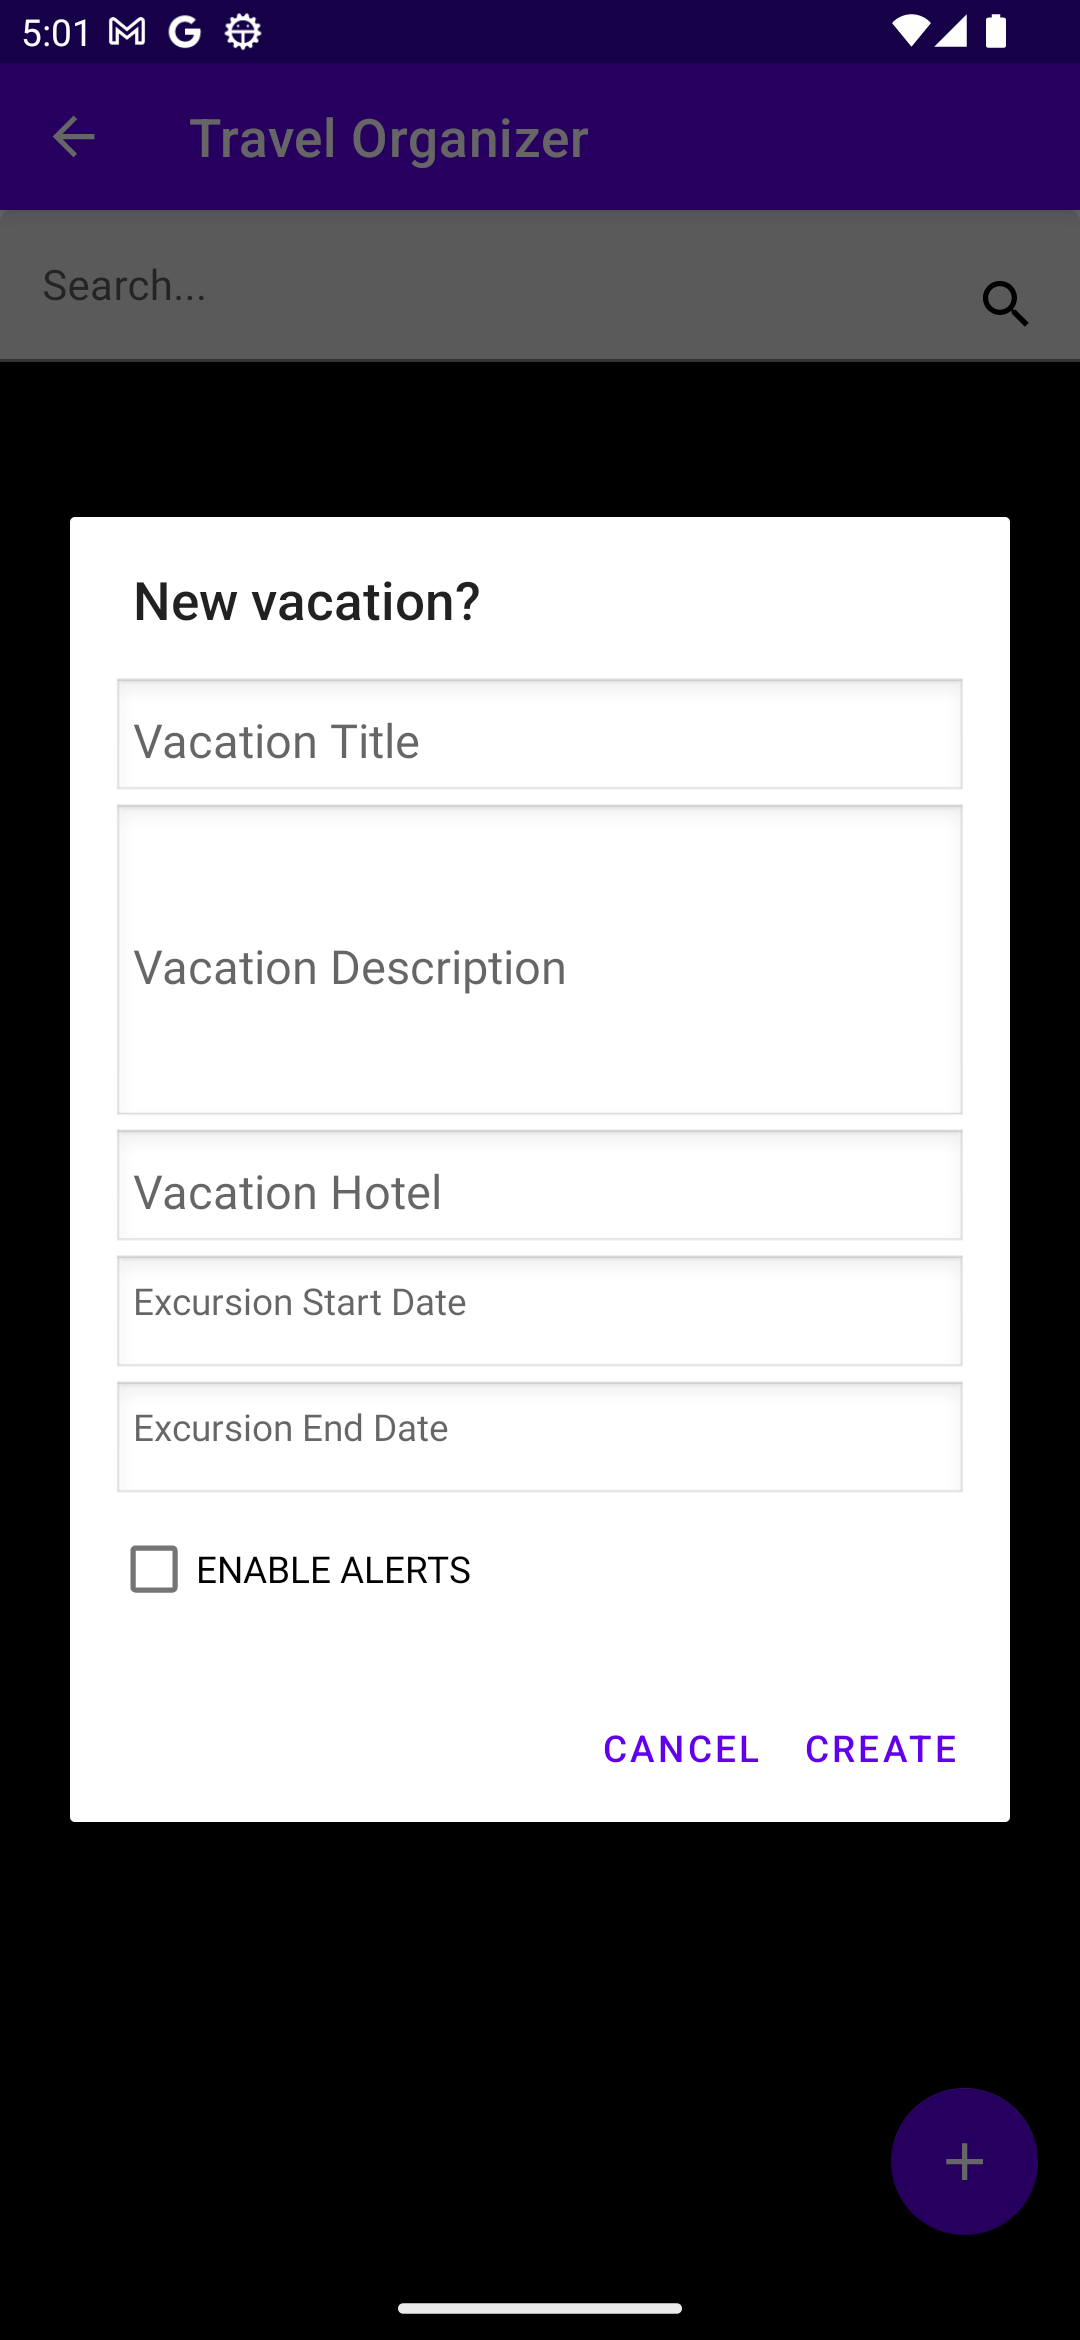 5:01
Travel Organizer
Search...
New vacation?
Vacation Title
Vacation Description
Vacation Hotel
Excursion Start Date
Excursion End Date
ENABLE ALERTS
CANCEL CREATE